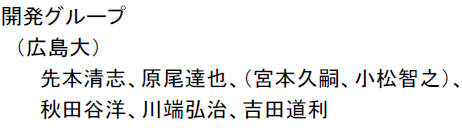 開発グループ
（広島大）
先本清志、原尾達也、（宮本久嗣、小松智之）、
秋田谷洋、川端弘治、吉田道利